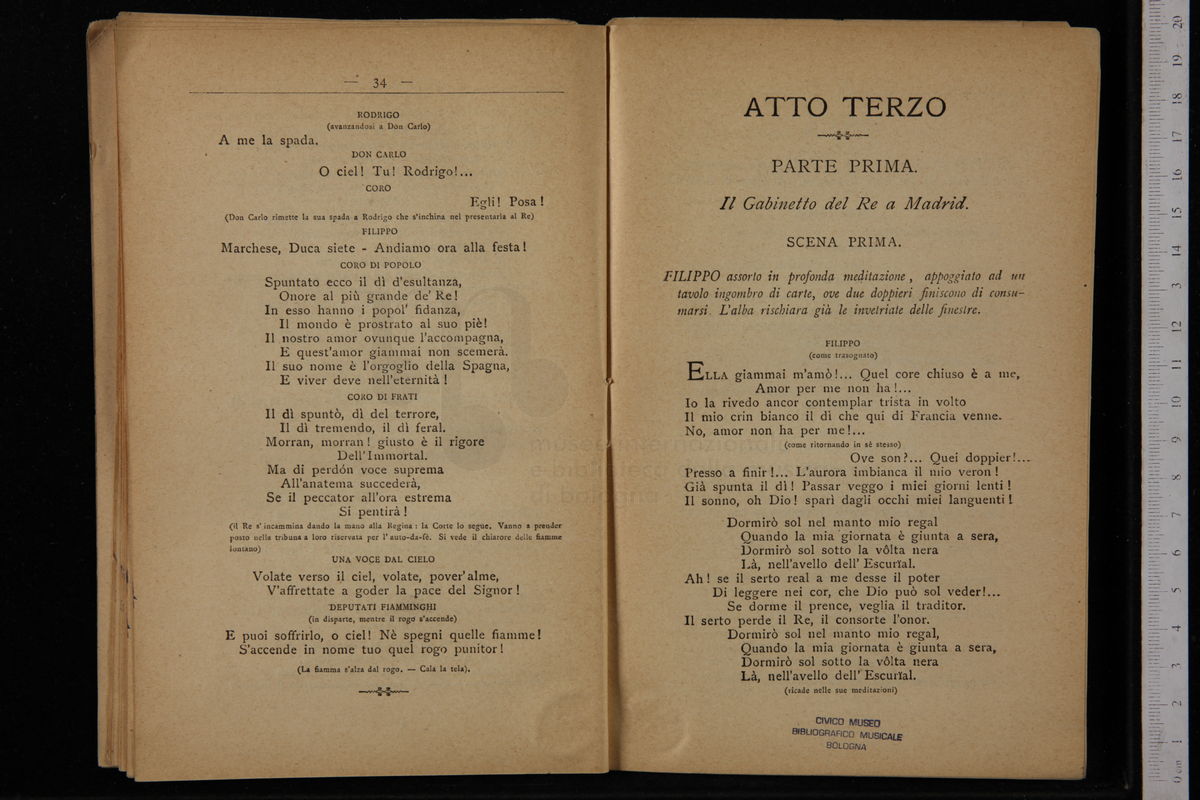 — 34 —
RODRIGO
(avanzandosi a Don Carlo)
A me la spada.
DON CARLO
O ciel! Tu! Rodrigo!...
CORO
Egli! Posa!
(Don Carlo rimette la sua spada a Rodrigo che s'inchina nel presentarla al Re)
FILIPPO
Marchese, Duca siete - Andiamo ora alla festa!
CORO DI POPOLO
Spuntato ecco il dì d'esultanza,
Onore al più grande de' Re!
In esso hanno i popol' fidanza,
Il mondo è prostrato al suo piè!
Il nostro amor ovunque l'accompagna,
E quest'amor giammai non scemerà.
Il suo nome è l'orgoglio della Spagna,
E viver deve nell'eternità!
CORO DI FRATI
Il dì spuntò, dì del terrore,
Il dì tremendo, il dì feral.
Morran, morran! giusto è il rigore
Dell'Immortal.
Ma di perdón voce suprema
All'anatema succederà,
Se il peccator all'ora estrema
Si pentirà!
(il Re s'incammina dando la mano alla Regina: la Corte lo segue. Vanno a prender
posto nella tribuna a loro riservata per l'auto-da-fè. Si vede il chiarore delle fiamme
lontano)
UNA VOCE DAL CIELO
Volate verso il ciel, volate, pover'alme,
V'affrettate a goder la pace del Signor!
DEPUTATI FIAMMINGHI
(in disparte, mentre il rogo s'accende)
E puoi soffrirlo, o ciel! Nè spegni quelle fiamme!
S'accende in nome tuo quel rogo punitor!
(La fiamma s'alza dal rogo. — Cala la tela).
ATTO TERZO
PARTE PRIMA.
Il Gabinetto del Re a Madrid.
SCENA PRIMA.
FILIPPO assorto in profonda meditazione, appoggiato ad un
tavolo ingombro di carte, ove due doppieri finiscono di consu-
marsi. L'alba rischiara già le invetriate delle finestre.
FILIPPO
(come trasognato)
ELLA giammai m'amò!... Quel core chiuso è a me,
Amor per me non ha!...
Io la rivedo ancor contemplar trista in volto
Il mio crin bianco il dì che qui di Francia venne.
No, amor non ha per me!...
(come ritornando in sè stesso)
Ove son?... Quei doppier!...
Presso a finir!... L'aurora imbianca il mio veron!
Già spunta il dì! Passar veggo i miei giorni lenti!
Il sonno, oh Dio! sparì dagli occhi miei languenti!
Dormirò sol nel manto mio regal
Quando la mia giornata è giunta a sera,
Dormirò sol sotto la vôlta nera
Là, nell'avello dell'Escurïal.
Ah! se il serto real a me desse il poter
Di leggere nei cor, che Dio può sol veder!...
Se dorme il prence, veglia il traditor.
Il serto perde il Re, il consorte l'onor.
Dormirò sol nel manto mio regal,
Quando la mia giornata è giunta a sera,
Dormirò sol sotto la vôlta nera
Là, nell'avello dell'Escurïal.
(ricade nelle sue meditazioni)
CIVICO MUSEO
BIBLIOGRAFICO MUSICALE
BOLOGNA